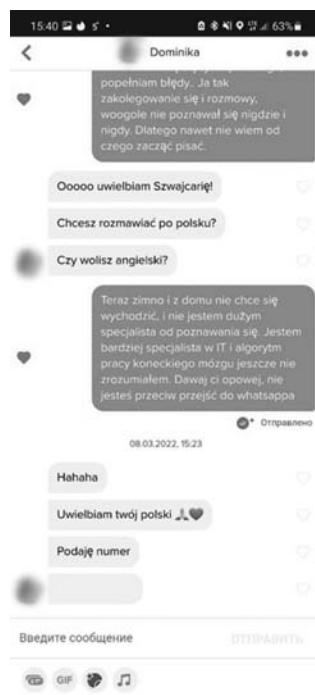 15:40
63%
Dominika
popełniam błędy.. Ja tak
zakolegowanie się i rozmowy,
woogole nie poznawał się nigdzie i
nigdy. Dlatego nawet nie wiem od
czego zacząć pisać.
Ooooo uwielbiam Szwajcarię!
Chcesz rozmawiać po polsku?
Czy wolisz angielski?
Teraz zimno i z domu nie chce się
wychodzić, i nie jestem dużym
specjalista od poznawania się. Jestem
bardziej specjalista w IT i algorytm
pracy koneckiego mózgu jeszcze nie
zrozumiałem. Dawaj ci opowej, nie
jesteś przeciw przejść do whatsappa
Отправлено
08.03.2022, 15:23
Hahaha
Uwielbiam twój polski
Podaję numer
Введите сообщение
ОТПРАВИТЬ
GIF